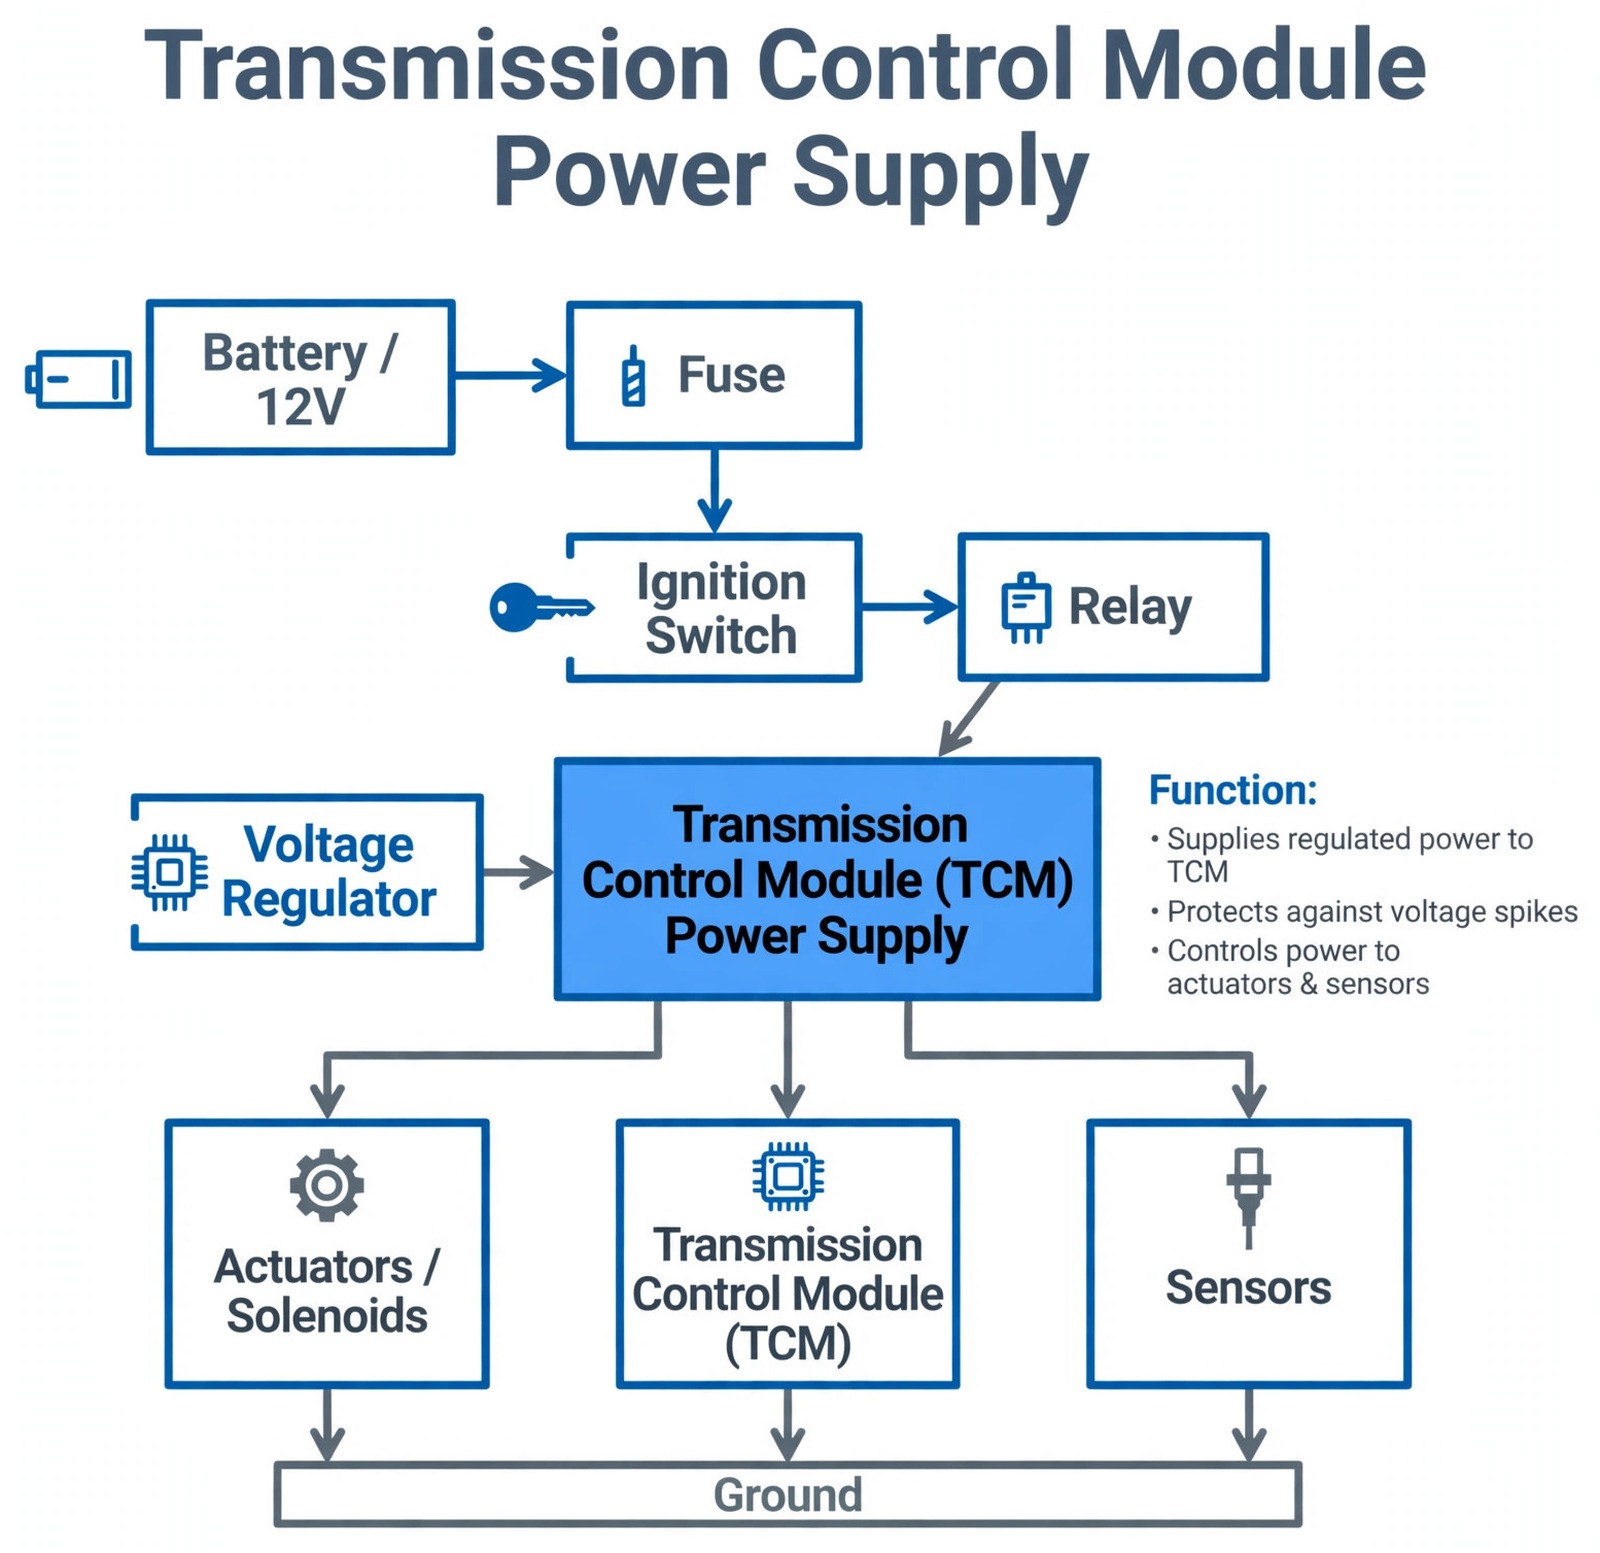 Transmission Control Module
Power Supply
Battery /
12V
Fuse
Ignition
Switch
Relay
Voltage
Regulator
Transmission
Control Module (TCM)
Power Supply
Function:
• Supplies regulated power to
TCM
• Protects against voltage spikes
• Controls power to
actuators & sensors
Actuators /
Solenoids
Transmission
Control Module
(TCM)
Sensors
Ground